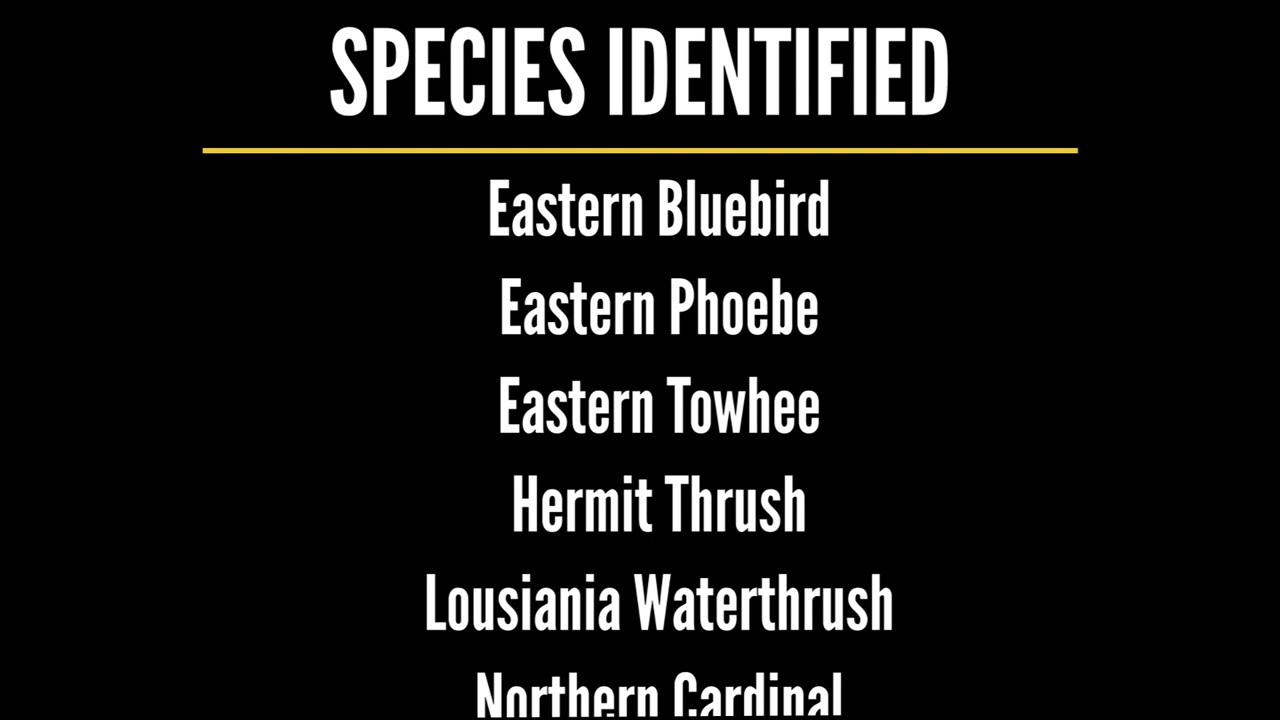 SPECIES IDENTIFIED
Eastern Bluebird
Eastern Phoebe
Eastern Towhee
Hermit Thrush
Lousiania Waterthrush
Northern Cardinal